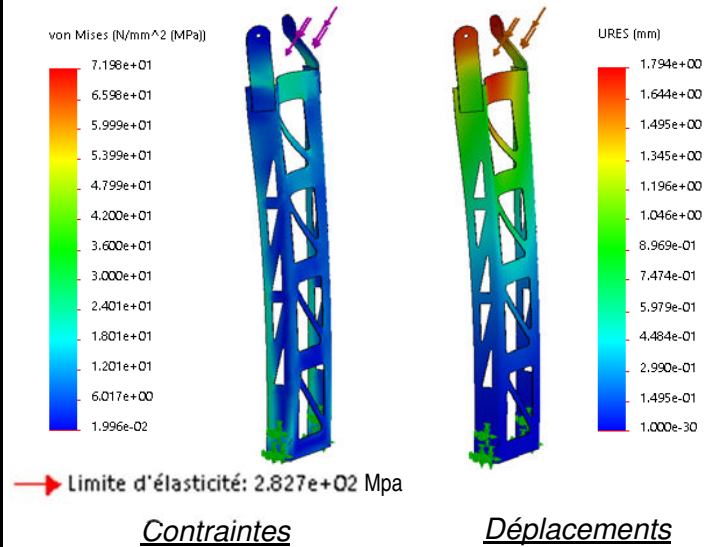 von Mises (N/mm^2 (MPa))
7.198e+01
6.598e+01
5.999e+01
5.399e+01
4.799e+01
4.200e+01
3.600e+01
3.000e+01
2.401e+01
1.801e+01
1.201e+01
6.017e+00
1.996e-02
URES (mm)
1.794e+00
1.644e+00
1.495e+00
1.345e+00
1.196e+00
1.046e+00
8.969e-01
7.474e-01
5.979e-01
4.484e-01
2.990e-01
1.495e-01
1.000e-30
Limite d'élasticité: 2.827e+02 Mpa
Contraintes
Déplacements